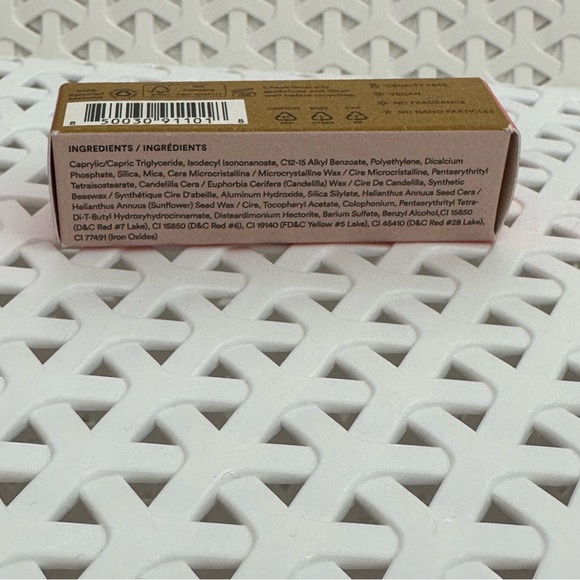 CRUELTY FREE
VEGAN
NO FRAGRANCE
NO NANO PARTICLES
CARTON BASE CAP
8 50030 91101 8
INGREDIENTS / INGRÉDIENTS
Caprylic/Capric Triglyceride, Isodecyl Isononanoate, C12-15 Alkyl Benzoate, Polyethylene, Dicalcium
Phosphate, Silica, Mica, Cera Microcristallina / Microcrystalline Wax / Cire Microcristalline, Pentaerythrityl
Tetraisostearate, Candelilla Cera / Euphorbia Cerifera (Candelilla) Wax / Cire De Candelilla, Synthetic
Beeswax / Synthétique Cire D'abeille, Aluminum Hydroxide, Silica Silylate, Helianthus Annuus Seed Cera /
Helianthus Annuus (Sunflower) Seed Wax / Cire, Tocopheryl Acetate, Colophonium, Pentaerythrityl Tetra-
Di-T-Butyl Hydroxyhydrocinnamate, Disteardimonium Hectorite, Barium Sulfate, Benzyl Alcohol,CI 15850
(D&C Red #7 Lake), CI 15850 (D&C Red #6), CI 19140 (FD&C Yellow #5 Lake), CI 45410 (D&C Red #28 Lake),
CI 77491 (Iron Oxides)